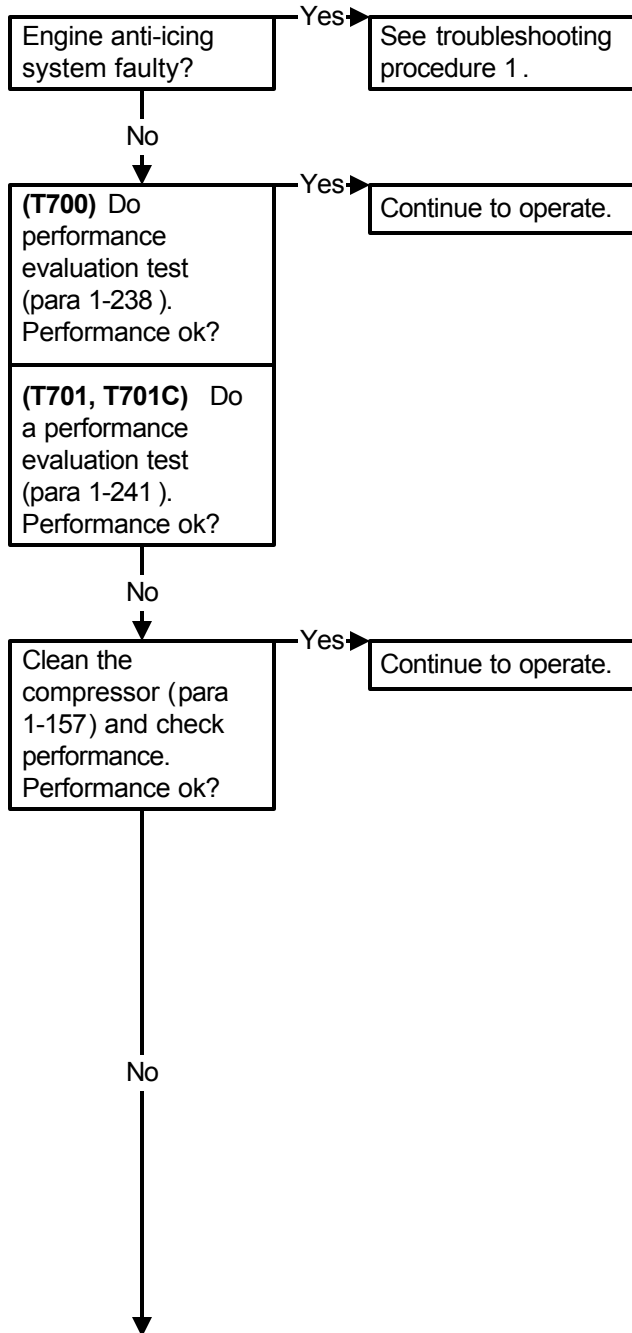 Engine anti-icing
system faulty?
Yes
See troubleshooting
procedure 1.
No
(T700) Do
performance
evaluation test
(para 1-238 ).
Performance ok?
Yes
Continue to operate.
(T701, T701C) Do
a performance
evaluation test
(para 1-241 ).
Performance ok?
No
Clean the
compressor (para
1-157) and check
performance.
Performance ok?
Yes
Continue to operate.
No